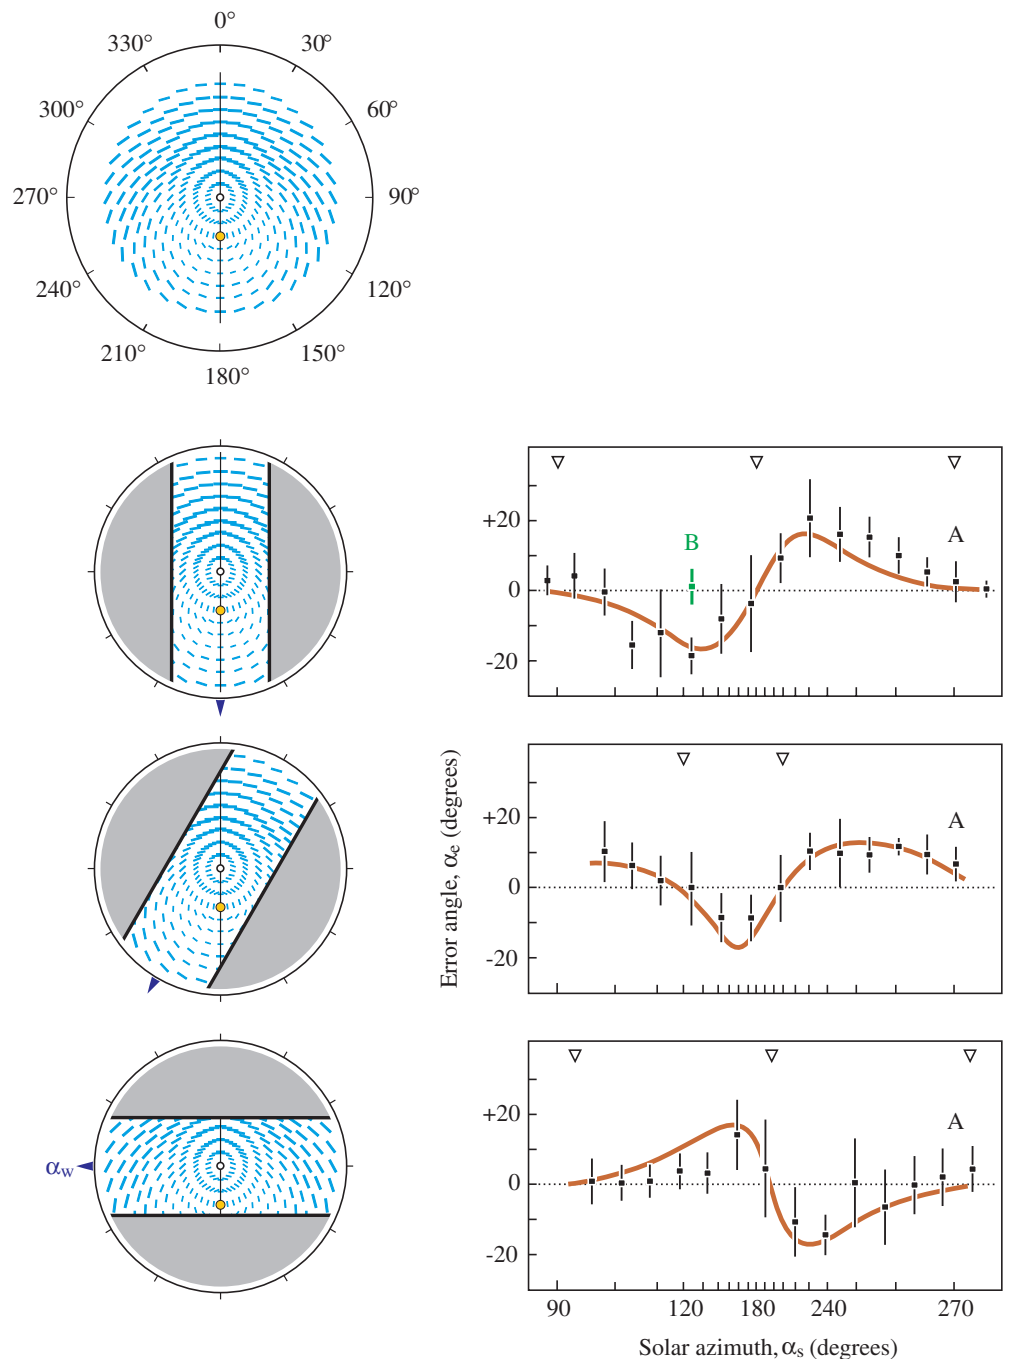 0°
330° 30°
300° 60°
270° 90°
240° 120°
210° 150°
180°
+20
0
-20
B
A
+20
0
-20
A
Error angle, αe (degrees)
αw
+20
0
-20
A
90 120 180 240 270
Solar azimuth, αs (degrees)